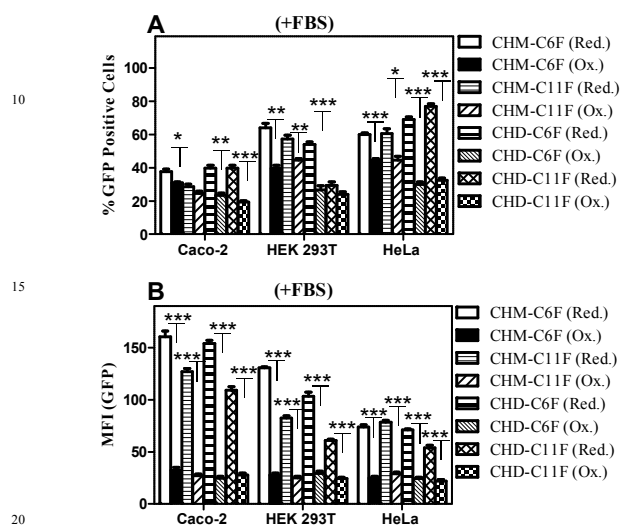 A
(+FBS)
% GFP Positive Cells
100
80
60
40
20
0
* ** ***
** ** ***
*** * *** ***
Caco-2 HEK 293T HeLa
CHM-C6F (Red.)
CHM-C6F (Ox.)
CHM-C11F (Red.)
CHM-C11F (Ox.)
CHD-C6F (Red.)
CHD-C6F (Ox.)
CHD-C11F (Red.)
CHD-C11F (Ox.)
10
15
B
(+FBS)
MFI (GFP)
150
100
50
0
*** *** *** ***
*** *** *** ***
*** *** *** ***
Caco-2 HEK 293T HeLa
CHM-C6F (Red.)
CHM-C6F (Ox.)
CHM-C11F (Red.)
CHM-C11F (Ox.)
CHD-C6F (Red.)
CHD-C6F (Ox.)
CHD-C11F (Red.)
CHD-C11F (Ox.)
20